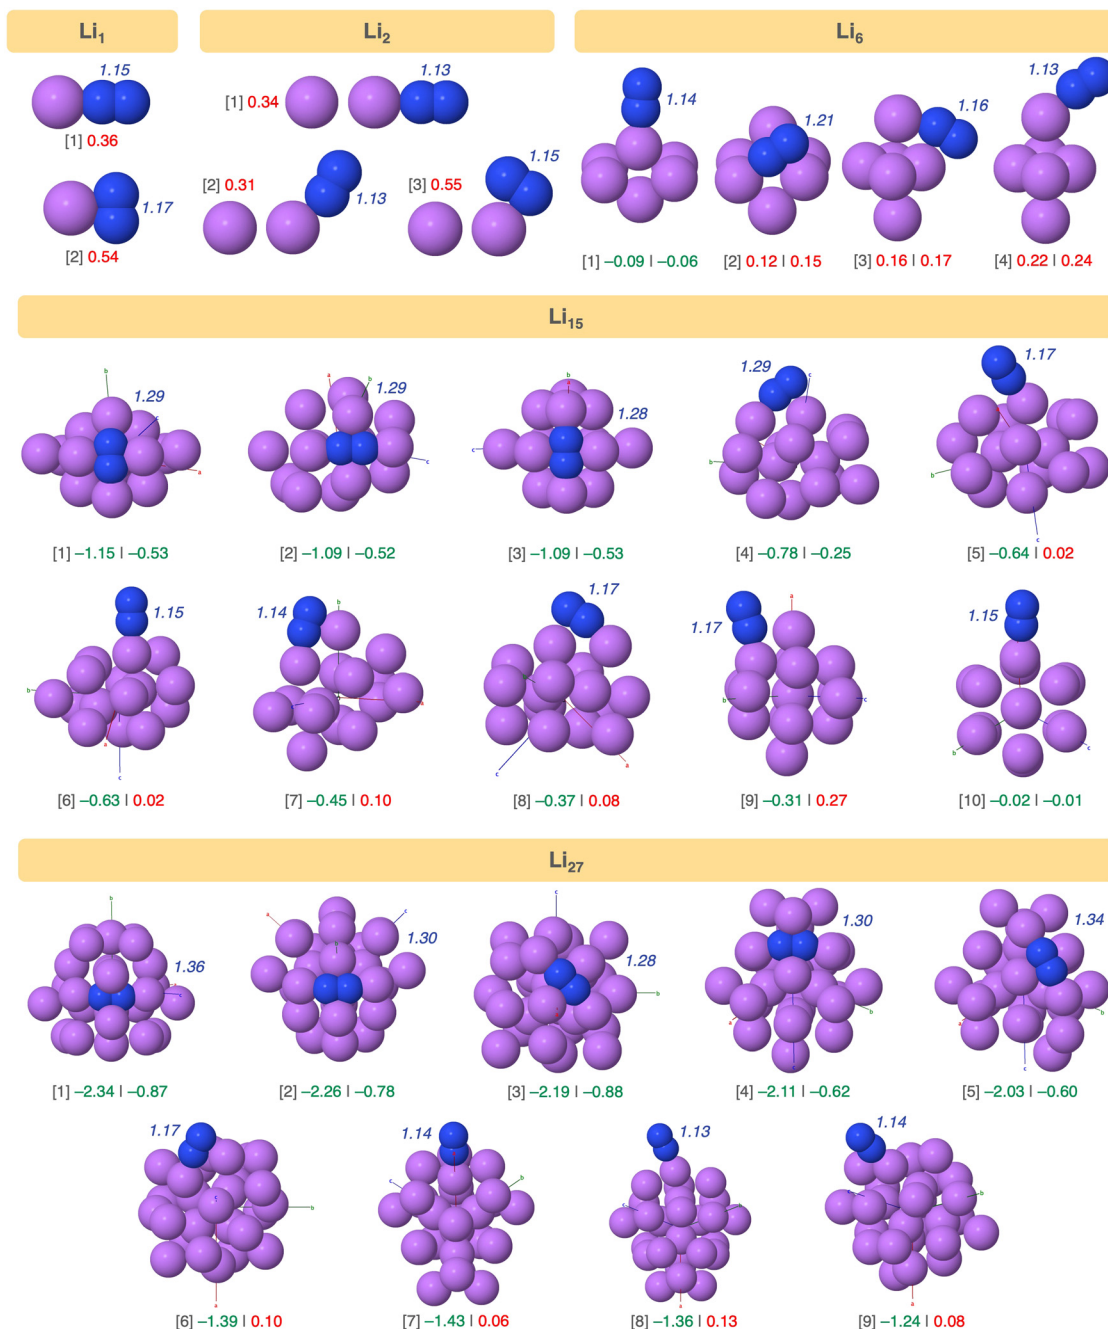 Li1
Li2
Li6
1.15
[1] 0.36
1.17
[2] 0.54
1.13
[1] 0.34
[2] 0.31
1.13
[3] 0.55
1.15
1.14
[1] −0.09 | −0.06
1.21
[2] 0.12 | 0.15
1.16
[3] 0.16 | 0.17
1.13
[4] 0.22 | 0.24
Li15
1.29
b
c
a
[1] −1.15 | −0.53
1.29
a
b
c
[2] −1.09 | −0.52
1.28
b
a
c
[3] −1.09 | −0.53
1.29
c
b
[4] −0.78 | −0.25
1.17
b
c
[5] −0.64 | 0.02
1.15
b
a
c
[6] −0.63 | 0.02
1.14
b
c
a
[7] −0.45 | 0.10
1.17
c
a
[8] −0.37 | 0.08
1.17
a
b
c
[9] −0.31 | 0.27
1.15
b
c
[10] −0.02 | −0.01
Li27
1.36
b
c
[1] −2.34 | −0.87
1.30
a
c
[2] −2.26 | −0.78
1.28
c
b
[3] −2.19 | −0.88
1.30
a
b
c
[4] −2.11 | −0.62
1.34
a
b
c
[5] −2.03 | −0.60
1.17
c
b
a
[6] −1.39 | 0.10
1.14
c
b
[7] −1.43 | 0.06
1.13
c
a
[8] −1.36 | 0.13
1.14
b
a
[9] −1.24 | 0.08